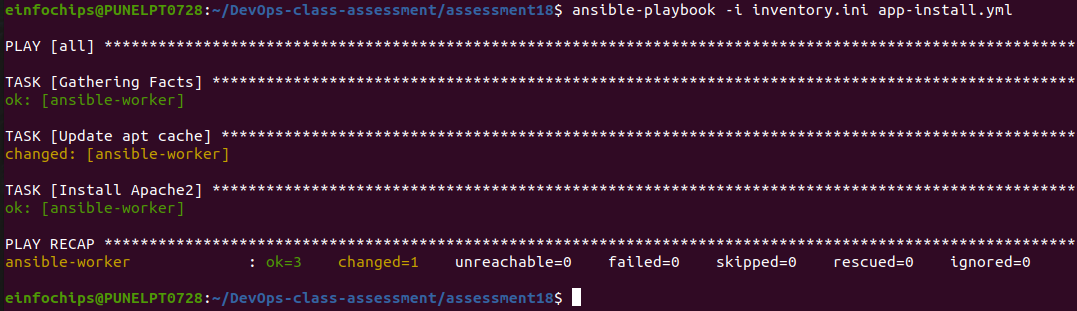 einfochips@PUNELPT0728:~/DevOps-class-assessment/assessment18$ ansible-playbook -i inventory.ini app-install.yml
PLAY [all] ************************************************************************************************************
TASK [Gathering Facts] ************************************************************************************************
ok: [ansible-worker]
TASK [Update apt cache] ***********************************************************************************************
changed: [ansible-worker]
TASK [Install Apache2] ************************************************************************************************
ok: [ansible-worker]
PLAY RECAP ************************************************************************************************************
ansible-worker             : ok=3    changed=1    unreachable=0    failed=0    skipped=0    rescued=0    ignored=0
einfochips@PUNELPT0728:~/DevOps-class-assessment/assessment18$